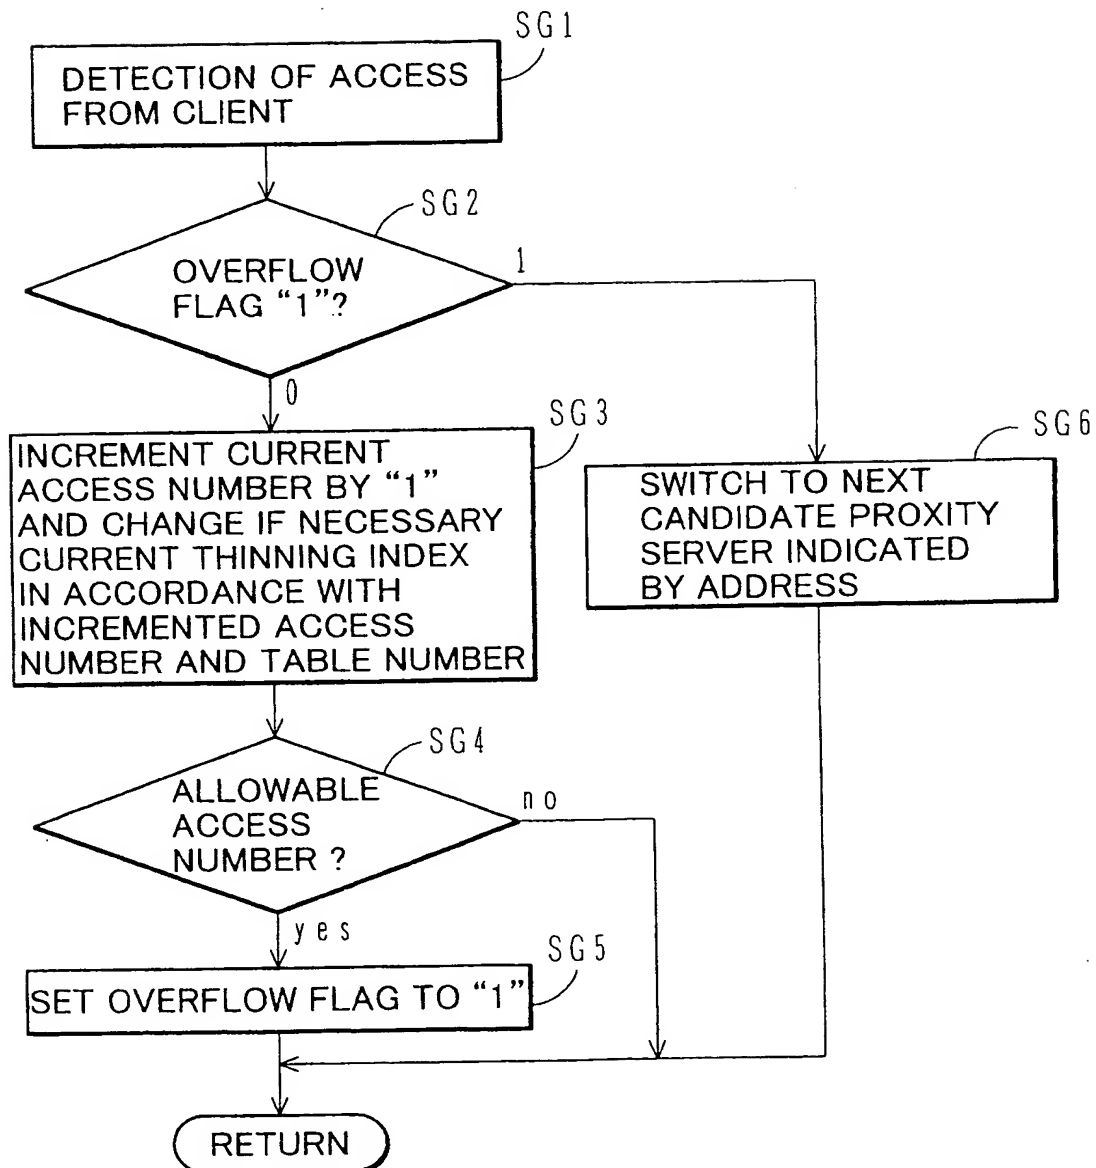 SG1
DETECTION OF ACCESS
FROM CLIENT
SG2
OVERFLOW
FLAG “1”?
1
0
SG3
INCREMENT CURRENT
ACCESS NUMBER BY “1”
AND CHANGE IF NECESSARY
CURRENT THINNING INDEX
IN ACCORDANCE WITH
INCREMENTED ACCESS
NUMBER AND TABLE NUMBER
SG6
SWITCH TO NEXT
CANDIDATE PROXITY
SERVER INDICATED
BY ADDRESS
SG4
ALLOWABLE
ACCESS
NUMBER ?
no
yes
SG5
SET OVERFLOW FLAG TO “1”
RETURN